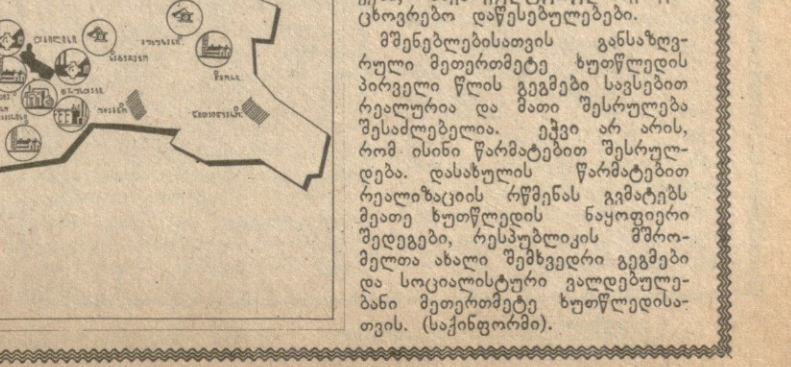 თბილისი
ცხოვრებო დაწესებულებები.
მშენებლებისათვის განსაზღვ-
რული მეთერთმეტე ხუთწლედის
პირველი წლის გეგმები სავსებით
რეალურია და მათი შესრულება
შესაძლებელია. ეჭვი არ არის,
რომ ისინი წარმატებით შესრულ-
დება. დასახულის წარმატებით
რეალიზაციის რწმენას გვმატებს
მეათე ხუთწლედის ნაყოფიერი
შედეგები, რესპუბლიკის მშრო-
მელთა ახალი შემხვედრი გეგმები
და სოციალისტური ვალდებულე-
ბანი მეთერთმეტე ხუთწლედისა-
თვის. (საქინფორმი).